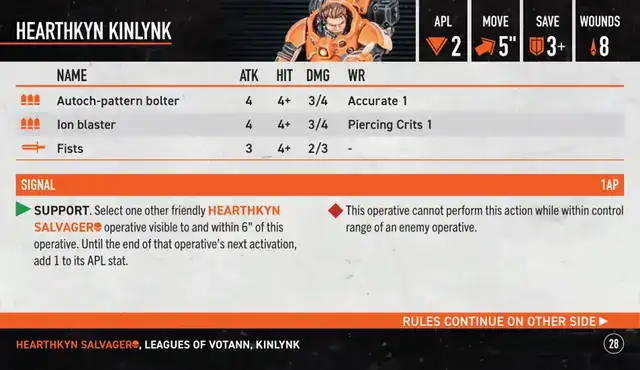 HEARTHKYN KINLYNK
APL 2
MOVE 5"
SAVE 3+
WOUNDS 8
NAME ATK HIT DMG WR
Autoch-pattern bolter 4 4+ 3/4 Accurate 1
Ion blaster 4 4+ 3/4 Piercing Crits 1
Fists 3 4+ 2/3 -
SIGNAL 1AP
SUPPORT. Select one other friendly HEARTHKYN
SALVAGER operative visible to and within 6" of this
operative. Until the end of that operative's next activation,
add 1 to its APL stat.
This operative cannot perform this action while within control
range of an enemy operative.
RULES CONTINUE ON OTHER SIDE
HEARTHKYN SALVAGER, LEAGUES OF VOTANN, KINLYNK
28